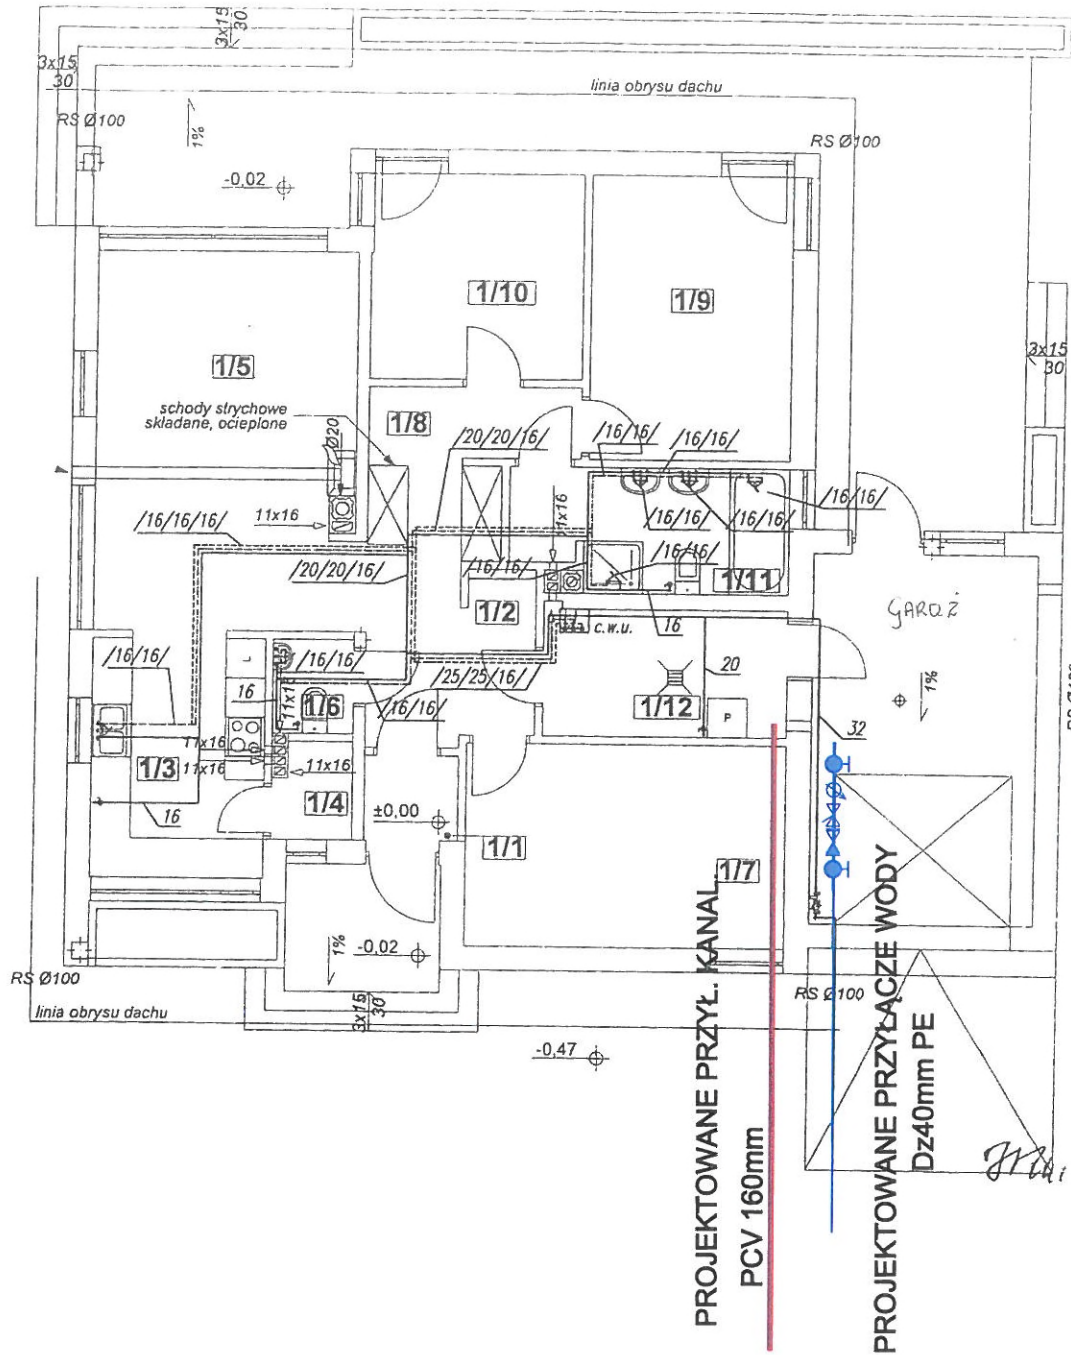 3x15
30
3x15
30
linia obrysu dachu
RS Ø100
1%
RS Ø100
-0,02
1/10
1/9
1/5
3x15
30
schody strychowe
składane, ocieplone
Ø20
1/8
/20/20/16/
/16/16/
/16/16/
/16/16/
/16/16/16/
11x16
11x16
/16/16/
/16/16/
/20/20/16/
/16/16/
/16/16/
1/11
1/2
GARAŻ
c.w.u.
16
/16/16/
/16/16/
/25/25/16/
20
1%
16
1/6
/16/16/
1/12
P
L
32
11x16
11x16
1/3
11x16
1/4
16
±0,00
1/1
1/7
1%
-0,02
RS Ø100
RS Ø100
linia obrysu dachu
3x15
30
-0,47
PROJEKTOWANE PRZYŁ. KANAL.
PCV 160mm
PROJEKTOWANE PRZYŁĄCZE WODY
Dz40mm PE